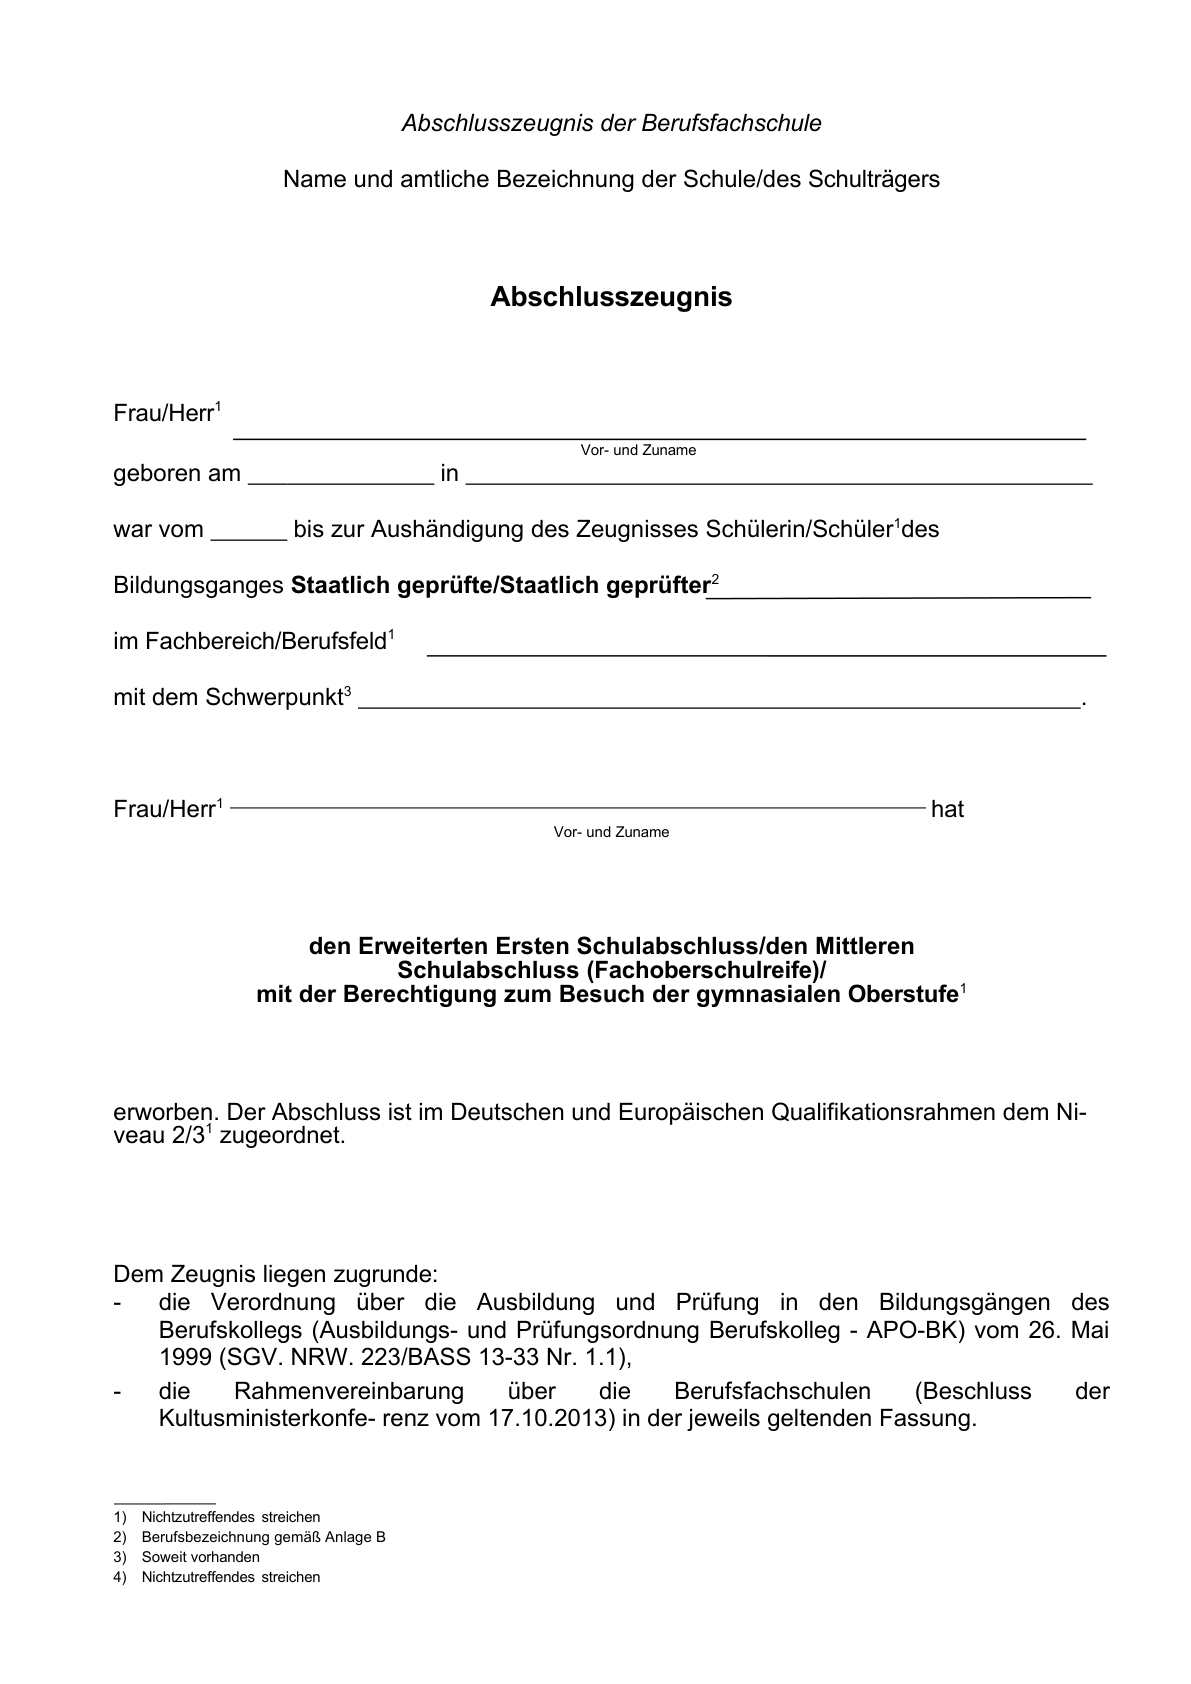 Abschlusszeugnis der Berufsfachschule
Name und amtliche Bezeichnung der Schule/des Schulträgers
Abschlusszeugnis
Frau/Herr1
Vor- und Zuname
geboren am ______________ in _______________________________________________
war vom ______ bis zur Aushändigung des Zeugnisses Schülerin/Schüler1des
Bildungsganges Staatlich geprüfte/Staatlich geprüfter2
im Fachbereich/Berufsfeld1
mit dem Schwerpunkt3 ______________________________________________________.
Frau/Herr1 hat
Vor- und Zuname
den Erweiterten Ersten Schulabschluss/den Mittleren
Schulabschluss (Fachoberschulreife)/
mit der Berechtigung zum Besuch der gymnasialen Oberstufe1
erworben. Der Abschluss ist im Deutschen und Europäischen Qualifikationsrahmen dem Ni-
veau 2/31 zugeordnet.
Dem Zeugnis liegen zugrunde:
- die Verordnung über die Ausbildung und Prüfung in den Bildungsgängen des
Berufskollegs (Ausbildungs- und Prüfungsordnung Berufskolleg - APO-BK) vom 26. Mai
1999 (SGV. NRW. 223/BASS 13-33 Nr. 1.1),
- die Rahmenvereinbarung über die Berufsfachschulen (Beschluss der
Kultusministerkonfe- renz vom 17.10.2013) in der jeweils geltenden Fassung.
1) Nichtzutreffendes streichen
2) Berufsbezeichnung gemäß Anlage B
3) Soweit vorhanden
4) Nichtzutreffendes streichen